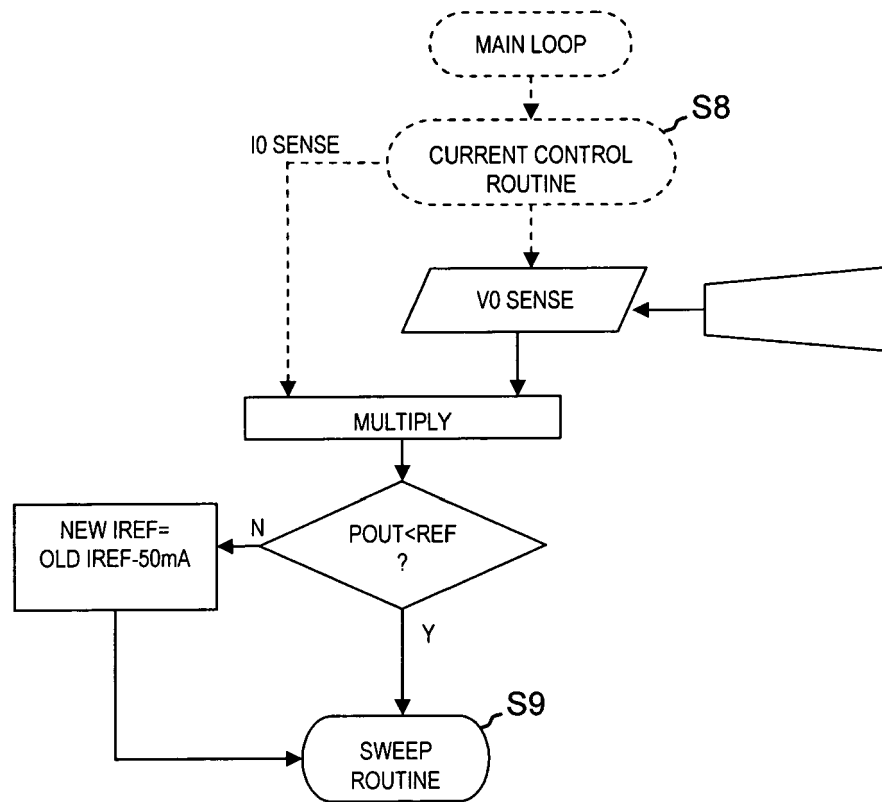 MAIN LOOP
S8
I0 SENSE
CURRENT CONTROL
ROUTINE
V0 SENSE
MULTIPLY
NEW IREF=
OLD IREF-50mA
N
POUT<REF
?
Y
S9
SWEEP
ROUTINE